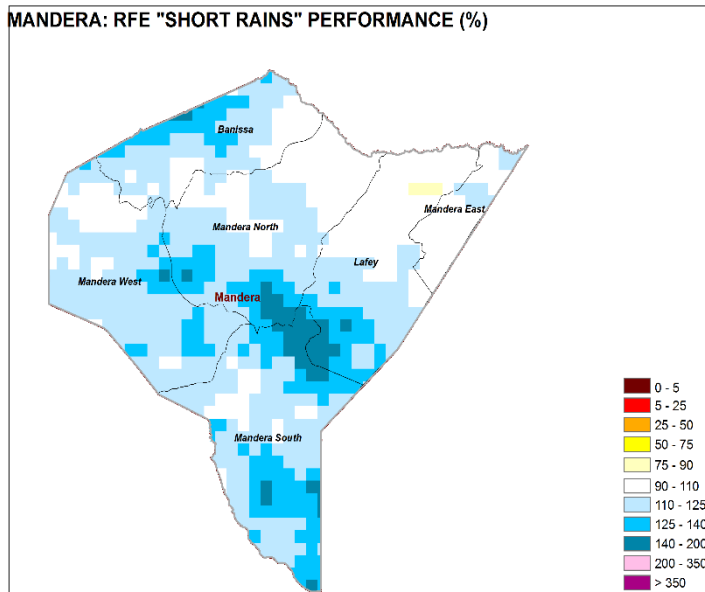 MANDERA: RFE "SHORT RAINS" PERFORMANCE (%)
Banissa
Mandera East
Mandera North
Lafey
Mandera West
Mandera
Mandera South
0 - 5
5 - 25
25 - 50
50 - 75
75 - 90
90 - 110
110 - 125
125 - 140
140 - 200
200 - 350
> 350